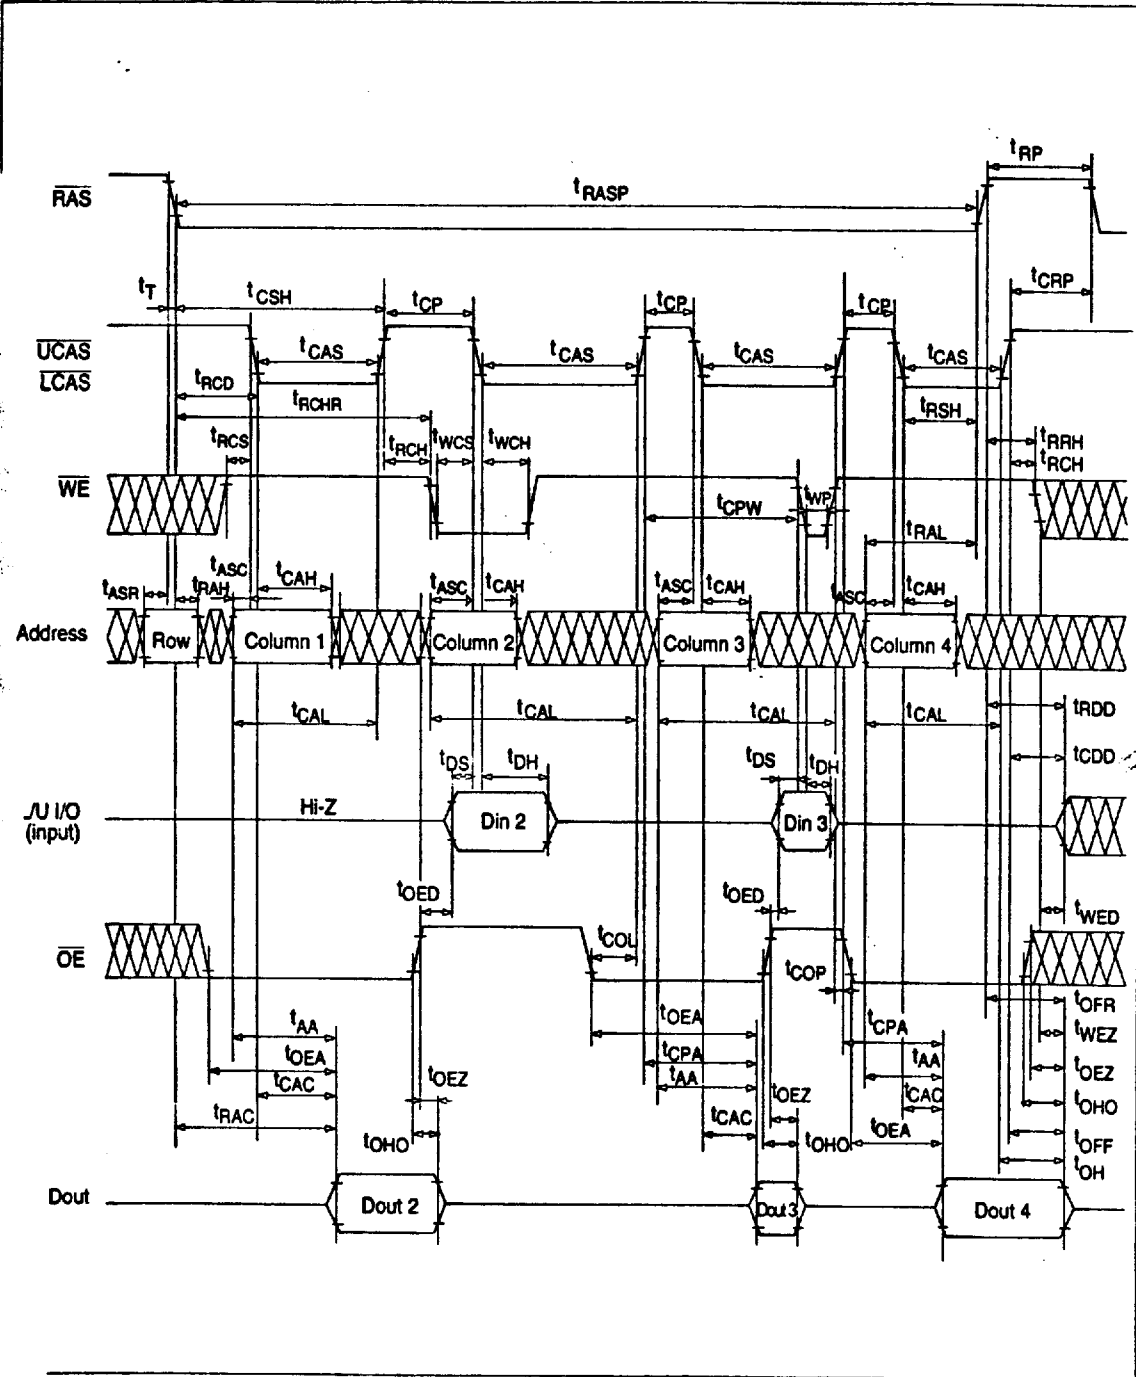 tRP
RAS
tRASP
tT
tCSH
tCP
tCP
tCP
tCRP
UCAS
LCAS
tCAS
tCAS
tCAS
tCAS
tRCD
tRCHR
tRSH
tRCS
tRCH
tWCS
tWCH
tRRH
tRCH
WE
tCPW
tWP
tRAL
tASR
tRAH
tASC
tCAH
tASC
tCAH
tASC
tCAH
tASC
tCAH
Address
Row
Column 1
Column 2
Column 3
Column 4
tCAL
tCAL
tCAL
tCAL
tRDD
tDS
tDH
tDS
tDH
tCDD
/U I/O
(input)
Hi-Z
Din 2
Din 3
tOED
tOED
tWED
OE
tCOL
tCOP
tAA
tOEA
tCPA
tOFR
tOEA
tCPA
tAA
tWEZ
tCAC
tOEZ
tAA
tOEZ
tCAC
tOEZ
tRAC
tOHO
tCAC
tOHO
tOEA
tOHO
tOFF
tOH
Dout
Dout 2
Dout 3
Dout 4